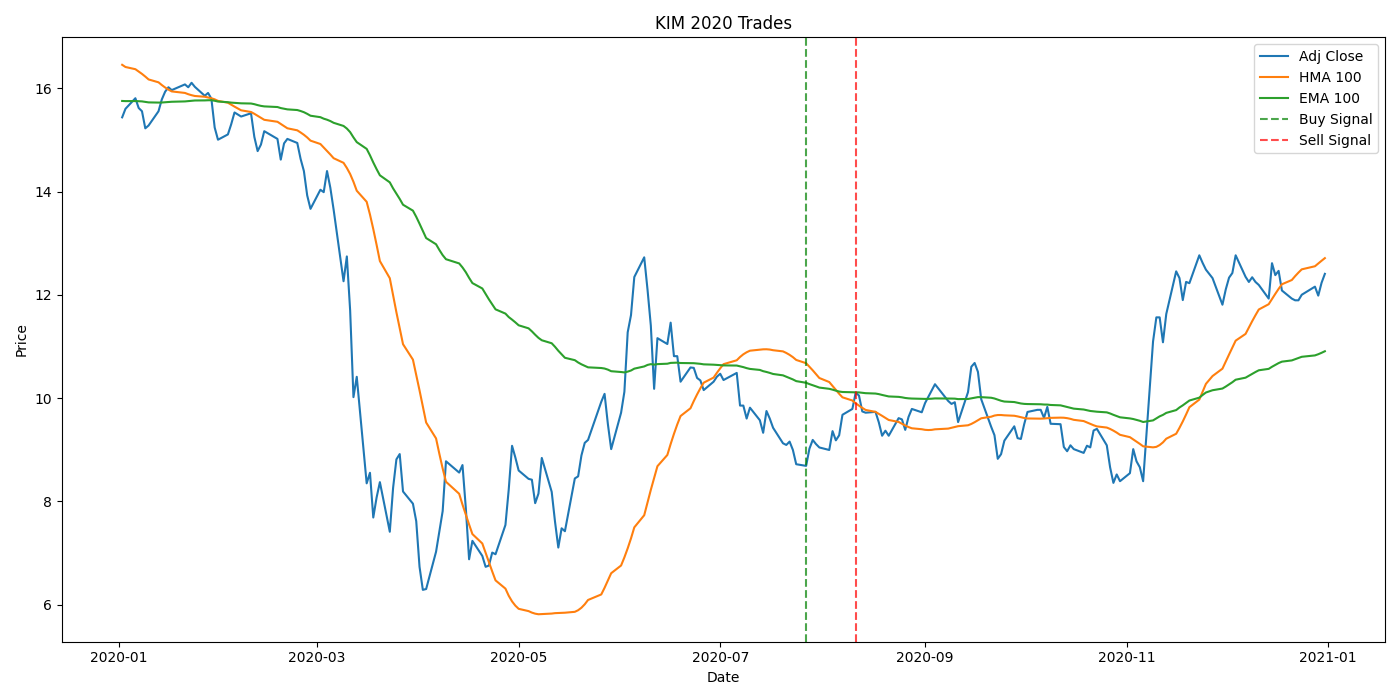 KIM 2020 Trades
Adj Close
HMA 100
EMA 100
Buy Signal
Sell Signal
Price
16
14
12
10
8
6
2020-01
2020-03
2020-05
2020-07
2020-09
2020-11
2021-01
Date